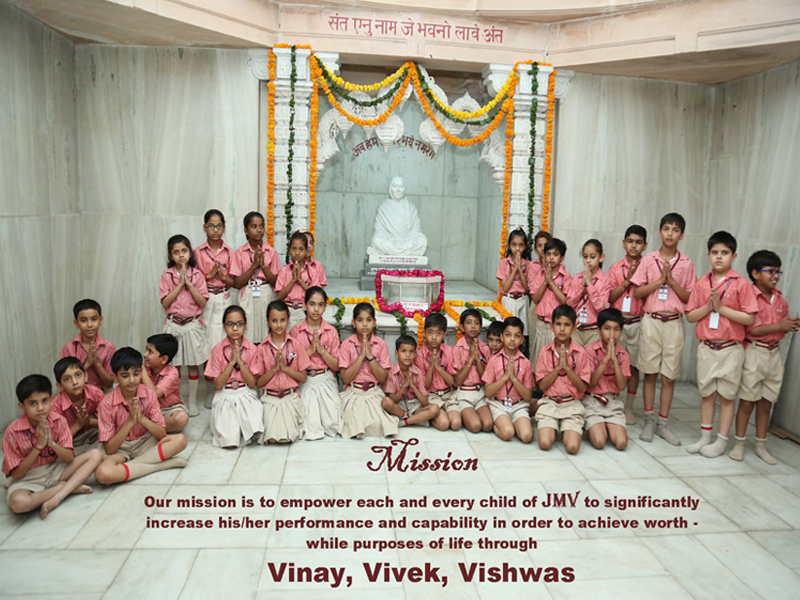 संत एनु नाम जे भवनो लावे अंत
Mission
Our mission is to empower each and every child of JMV to significantly
increase his/her performance and capability in order to achieve worth -
while purposes of life through
Vinay, Vivek, Vishwas